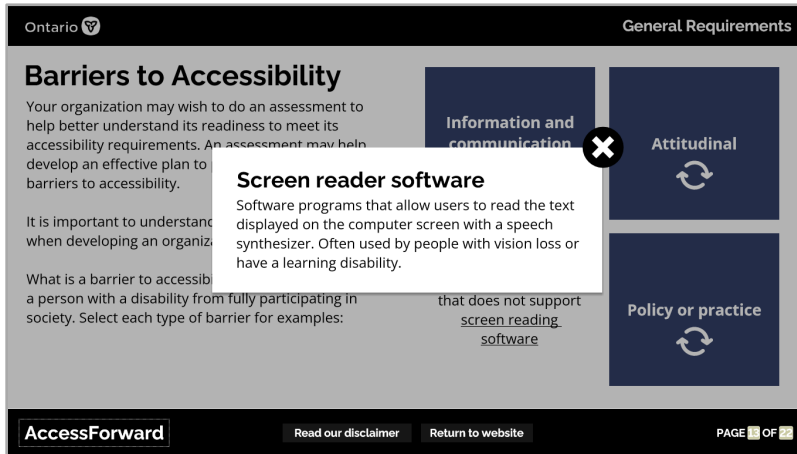 Ontario
General Requirements
Barriers to Accessibility
Your organization may wish to do an assessment to
help better understand its readiness to meet its
accessibility requirements. An assessment may help
develop an effective plan to
barriers to accessibility.
It is important to understand
when developing an
What is a barrier to
a person with a disability from fully participating in
society. Select each type of barrier for examples:
Information and
communication
Attitudinal
Screen reader software
Software programs that allow users to read the text
displayed on the computer screen with a speech
synthesizer. Often used by people with vision loss or
have a learning disability.
that does not support
screen reading
software
Policy or practice
AccessForward
Read our disclaimer
Return to website
PAGE 13 OF 22